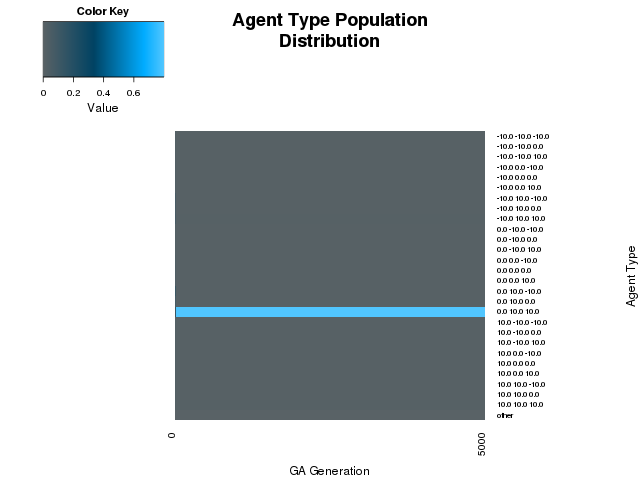 Color Key
0 0.2 0.4 0.6
Value
Agent Type Population
Distribution
-10.0 -10.0 -10.0
-10.0 -10.0 0.0
-10.0 -10.0 10.0
-10.0 0.0 -10.0
-10.0 0.0 0.0
-10.0 0.0 10.0
-10.0 10.0 -10.0
-10.0 10.0 0.0
-10.0 10.0 10.0
0.0 -10.0 -10.0
0.0 -10.0 0.0
0.0 -10.0 10.0
0.0 0.0 -10.0
0.0 0.0 0.0
0.0 0.0 10.0
0.0 10.0 -10.0
0.0 10.0 0.0
0.0 10.0 10.0
10.0 -10.0 -10.0
10.0 -10.0 0.0
10.0 -10.0 10.0
10.0 0.0 -10.0
10.0 0.0 0.0
10.0 0.0 10.0
10.0 10.0 -10.0
10.0 10.0 0.0
10.0 10.0 10.0
other
Agent Type
0 5000
GA Generation